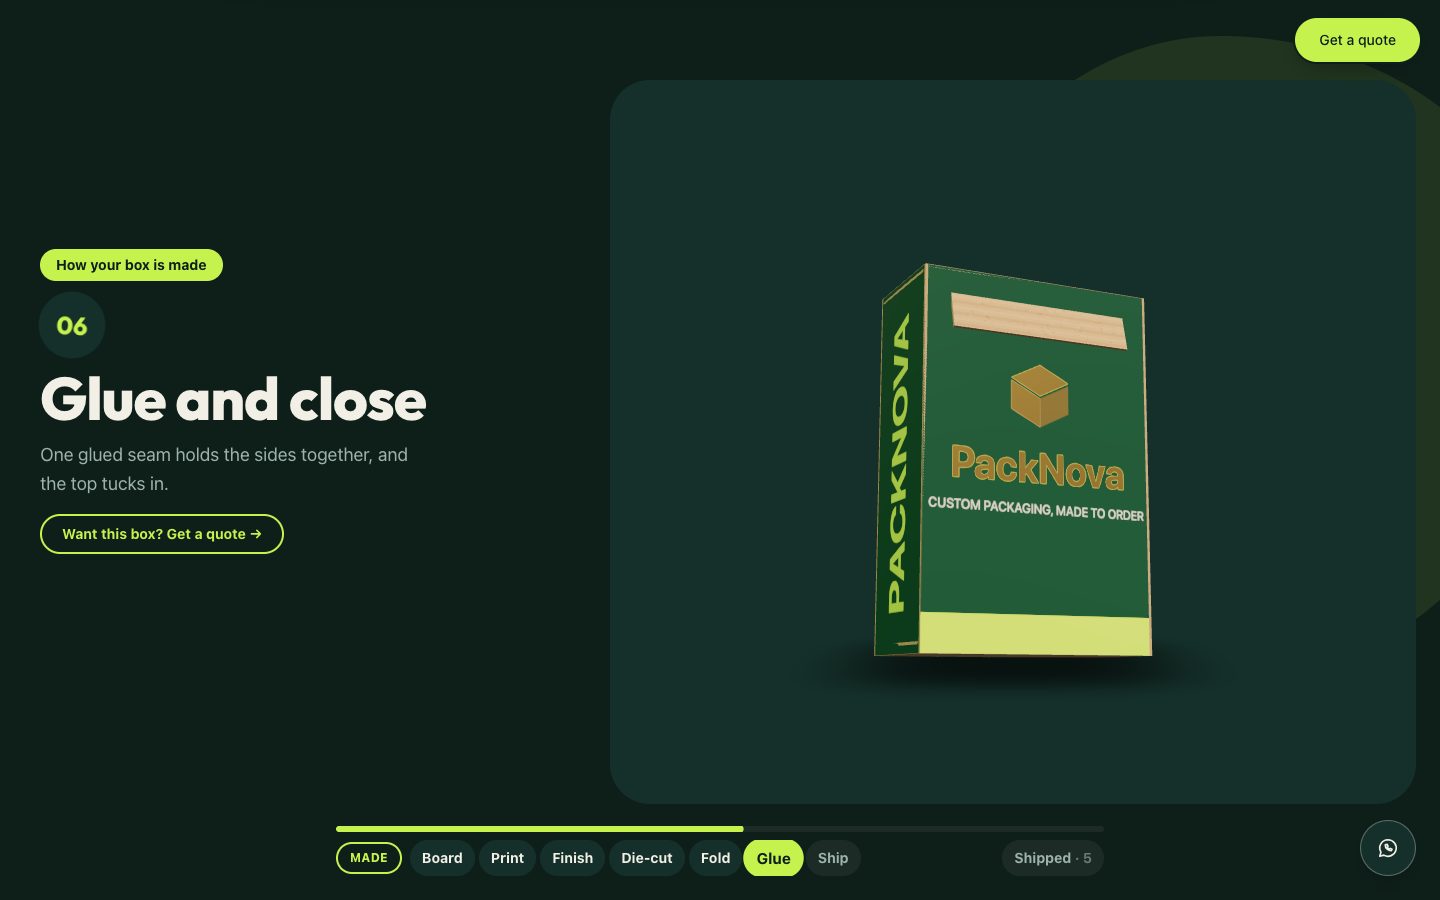 Get a quote
How your box is made
06
Glue and close
One glued seam holds the sides together, and
the top tucks in.
Want this box? Get a quote →
PACKNOVA
PackNova
CUSTOM PACKAGING, MADE TO ORDER
MADE
Board
Print
Finish
Die-cut
Fold
Glue
Ship
Shipped · 5